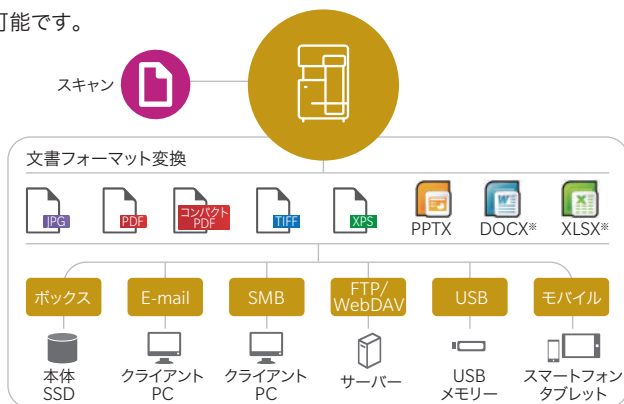 可能です。
スキャン
文書フォーマット変換
JPG
PDF
コンパクト
PDF
TIFF
XPS
PPTX
DOCX※
XLSX※
ボックス
E-mail
SMB
FTP/
WebDAV
USB
モバイル
本体
SSD
クライアント
PC
クライアント
PC
サーバー
USB
メモリー
スマートフォン
タブレット